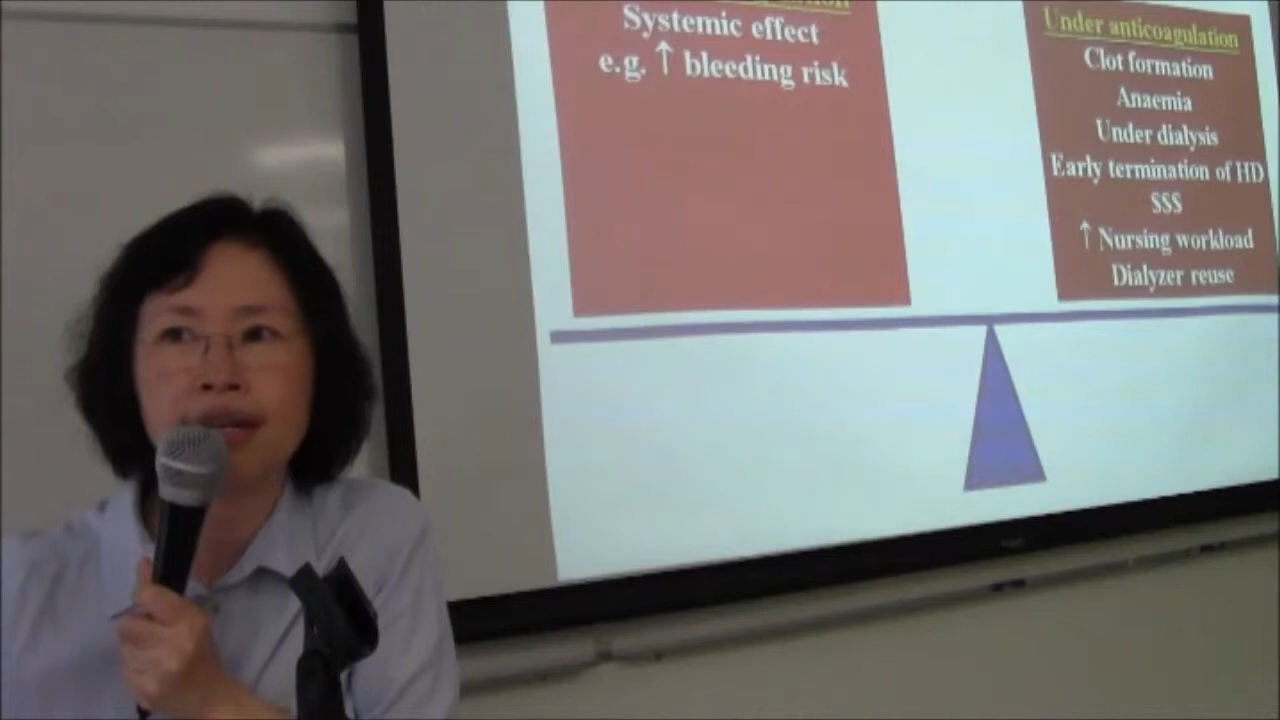 Systemic effect
e.g. ↑ bleeding risk
Under anticoagulation
Clot formation
Anaemia
Under dialysis
Early termination of HD
$$$
↑ Nursing workload
Dialyzer reuse